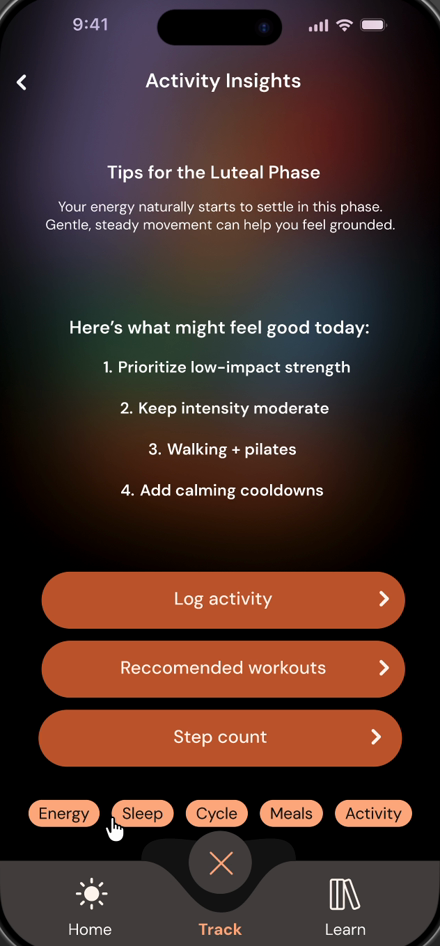 9:41
Activity Insights
Tips for the Luteal Phase
Your energy naturally starts to settle in this phase.
Gentle, steady movement can help you feel grounded.
Here's what might feel good today:
1. Prioritize low-impact strength
2. Keep intensity moderate
3. Walking + pilates
4. Add calming cooldowns
Log activity
Reccomended workouts
Step count
Energy Sleep Cycle Meals Activity
Home Track Learn